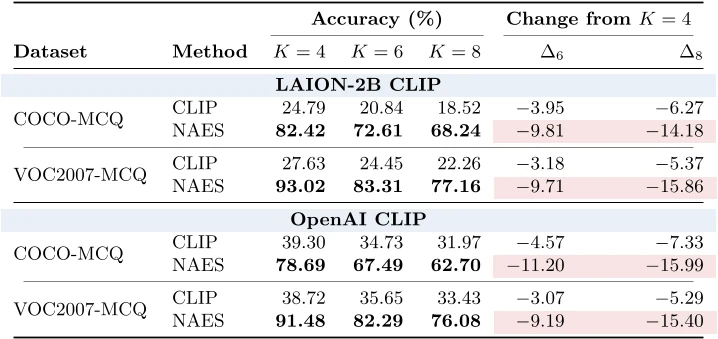 Accuracy (%) Change from K = 4
Dataset Method K = 4 K = 6 K = 8 Δ6 Δ8
LAION-2B CLIP
COCO-MCQ CLIP 24.79 20.84 18.52 −3.95 −6.27
NAES 82.42 72.61 68.24 −9.81 −14.18
VOC2007-MCQ CLIP 27.63 24.45 22.26 −3.18 −5.37
NAES 93.02 83.31 77.16 −9.71 −15.86
OpenAI CLIP
COCO-MCQ CLIP 39.30 34.73 31.97 −4.57 −7.33
NAES 78.69 67.49 62.70 −11.20 −15.99
VOC2007-MCQ CLIP 38.72 35.65 33.43 −3.07 −5.29
NAES 91.48 82.29 76.08 −9.19 −15.40